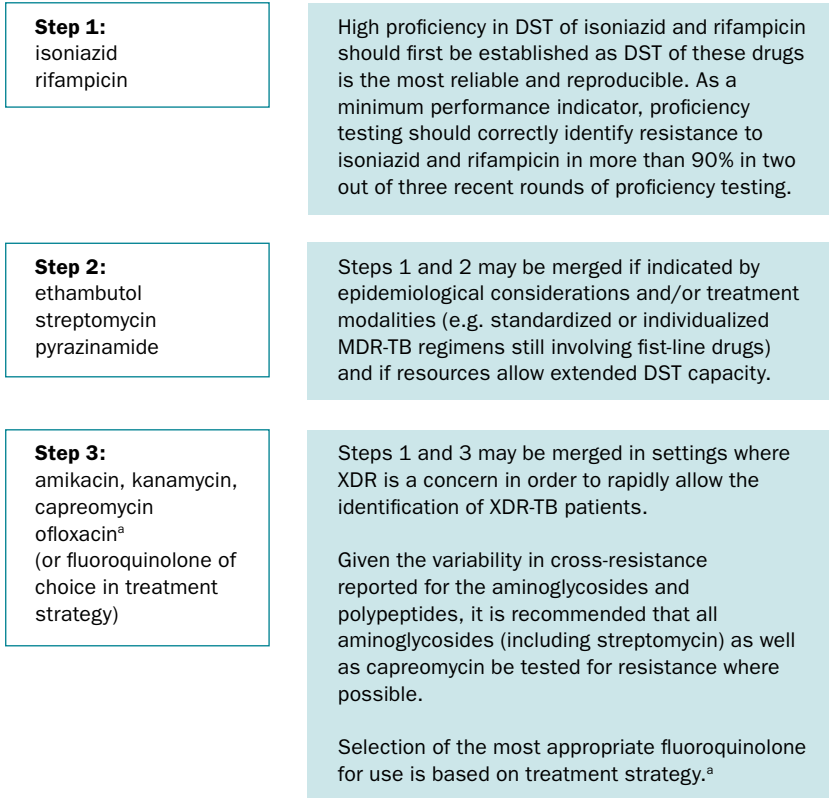 Step 1:
isoniazid
rifampicin
High proficiency in DST of isoniazid and rifampicin
should first be established as DST of these drugs
is the most reliable and reproducible. As a
minimum performance indicator, proficiency
testing should correctly identify resistance to
isoniazid and rifampicin in more than 90% in two
out of three recent rounds of proficiency testing.
Step 2:
ethambutol
streptomycin
pyrazinamide
Steps 1 and 2 may be merged if indicated by
epidemiological considerations and/or treatment
modalities (e.g. standardized or individualized
MDR-TB regimens still involving fist-line drugs)
and if resources allow extended DST capacity.
Step 3:
amikacin, kanamycin,
capreomycin
ofloxacinᵃ
(or fluoroquinolone of
choice in treatment
strategy)
Steps 1 and 3 may be merged in settings where
XDR is a concern in order to rapidly allow the
identification of XDR-TB patients.
Given the variability in cross-resistance
reported for the aminoglycosides and
polypeptides, it is recommended that all
aminoglycosides (including streptomycin) as well
as capreomycin be tested for resistance where
possible.
Selection of the most appropriate fluoroquinolone
for use is based on treatment strategy.ᵃ